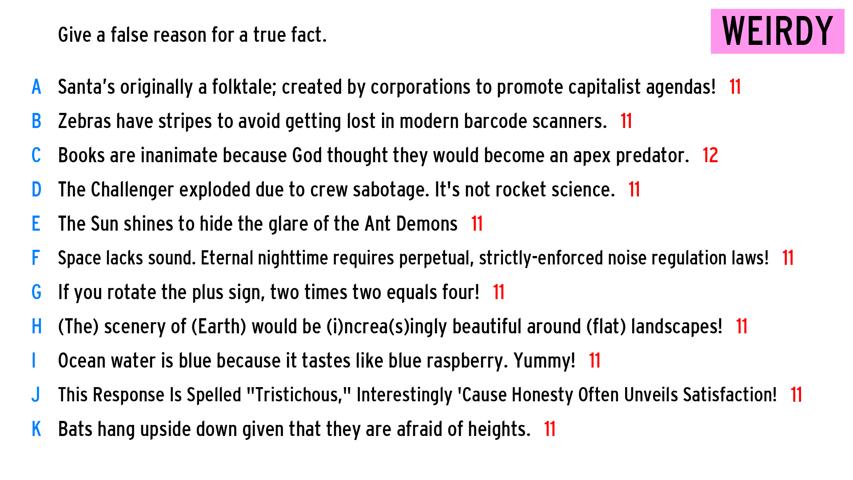 Give a false reason for a true fact.
WEIRDY
A Santa's originally a folktale; created by corporations to promote capitalist agendas! 11
B Zebras have stripes to avoid getting lost in modern barcode scanners. 11
C Books are inanimate because God thought they would become an apex predator. 12
D The Challenger exploded due to crew sabotage. It's not rocket science. 11
E The Sun shines to hide the glare of the Ant Demons 11
F Space lacks sound. Eternal nighttime requires perpetual, strictly-enforced noise regulation laws! 11
G If you rotate the plus sign, two times two equals four! 11
H (The) scenery of (Earth) would be (i)ncrea(s)ingly beautiful around (flat) landscapes! 11
I Ocean water is blue because it tastes like blue raspberry. Yummy! 11
J This Response Is Spelled "Tristichous," Interestingly 'Cause Honesty Often Unveils Satisfaction! 11
K Bats hang upside down given that they are afraid of heights. 11